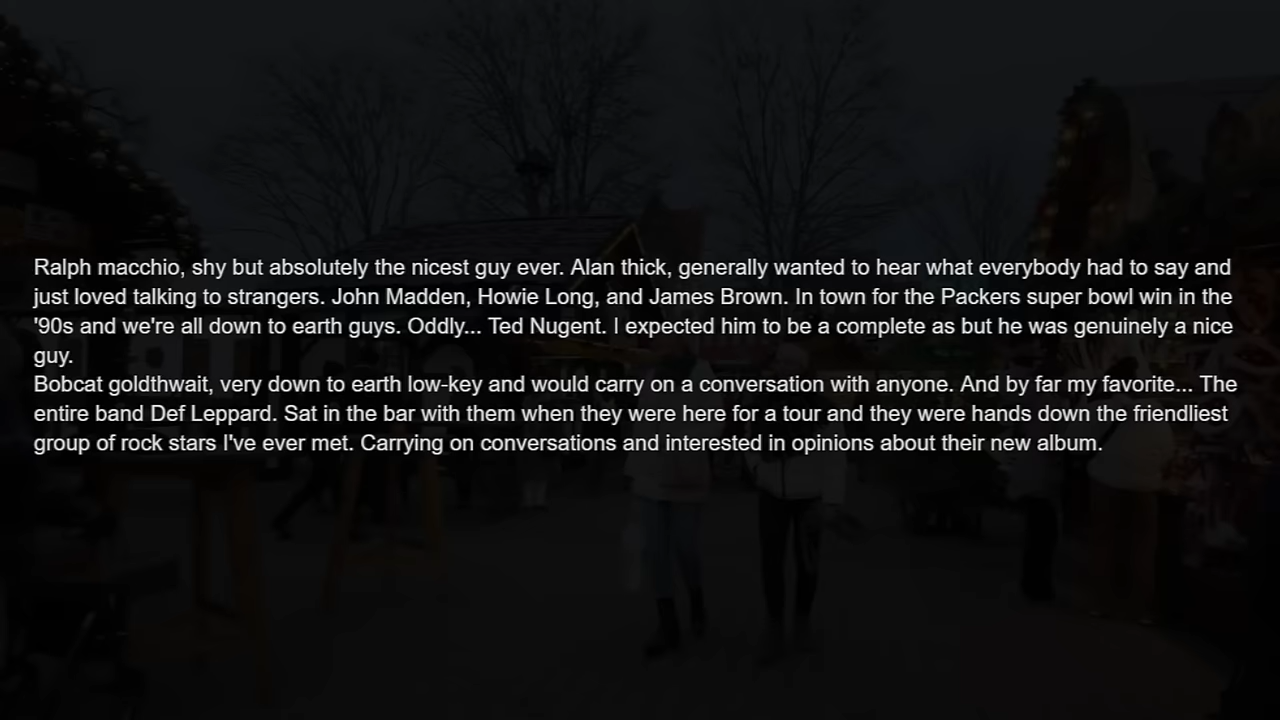 Ralph macchio, shy but absolutely the nicest guy ever. Alan thick, generally wanted to hear what everybody had to say and
just loved talking to strangers. John Madden, Howie Long, and James Brown. In town for the Packers super bowl win in the
'90s and we're all down to earth guys. Oddly... Ted Nugent. I expected him to be a complete as but he was genuinely a nice
guy.
Bobcat goldthwait, very down to earth low-key and would carry on a conversation with anyone. And by far my favorite... The
entire band Def Leppard. Sat in the bar with them when they were here for a tour and they were hands down the friendliest
group of rock stars I've ever met. Carrying on conversations and interested in opinions about their new album.